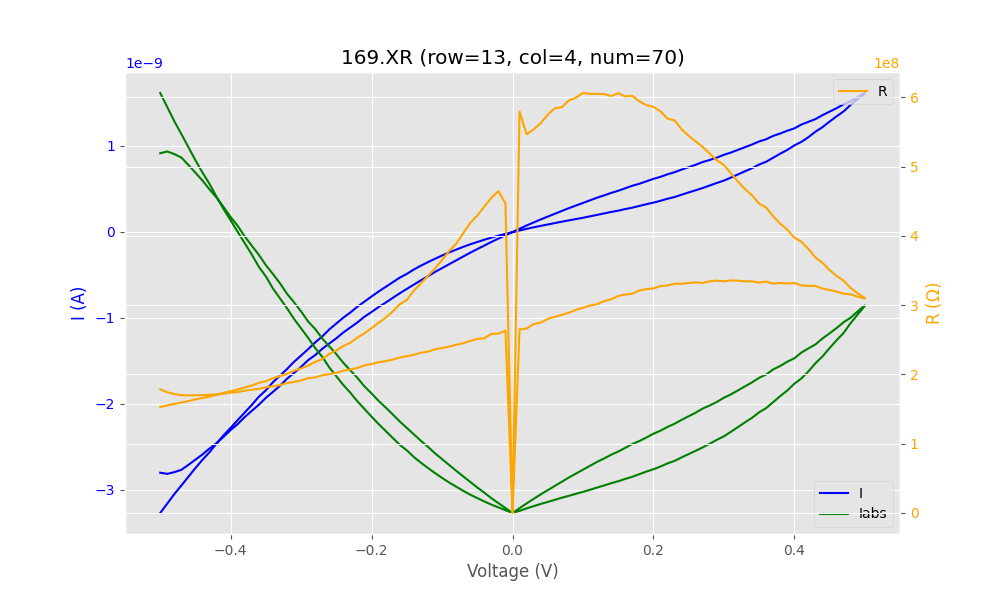 169.XR (row=13, col=4, num=70)
1e−9
1e8
R
1
0
−1
−2
−3
I (A)
6
5
4
3
2
1
0
R (Ω)
I
Iabs
−0.4
−0.2
0.0
0.2
0.4
Voltage (V)